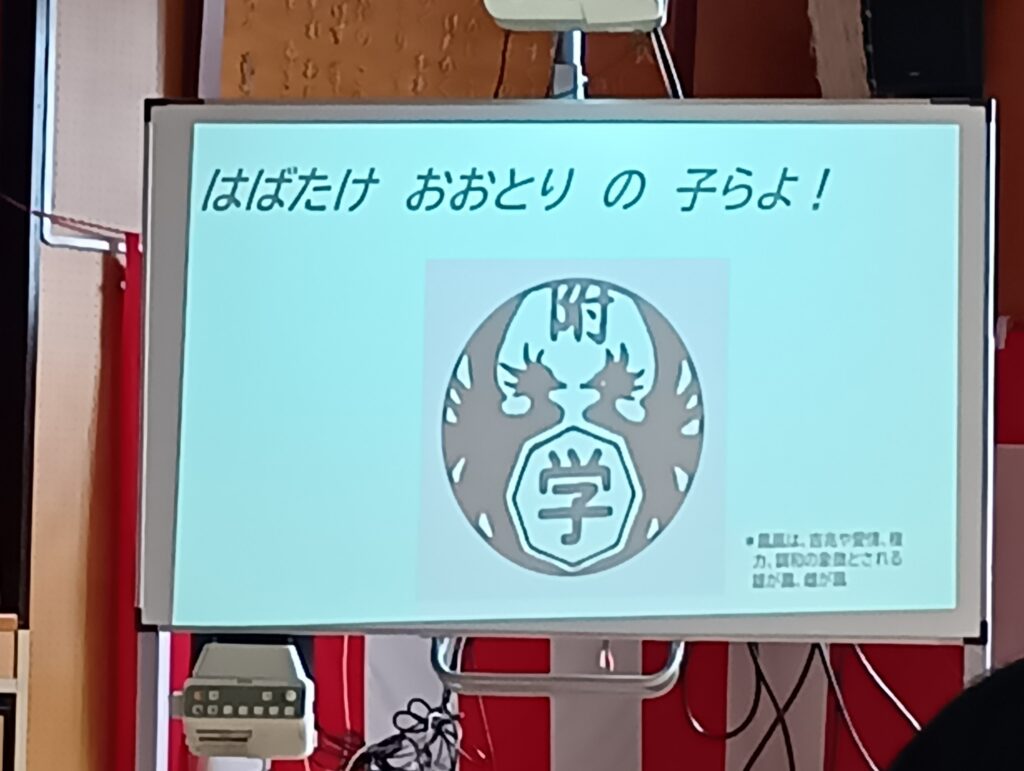 はばたけ おおとり の 子らよ！
附
学
・鳳凰は、吉兆や愛情、権
力、調和の象徴とされる
雄が鳳、雌が凰